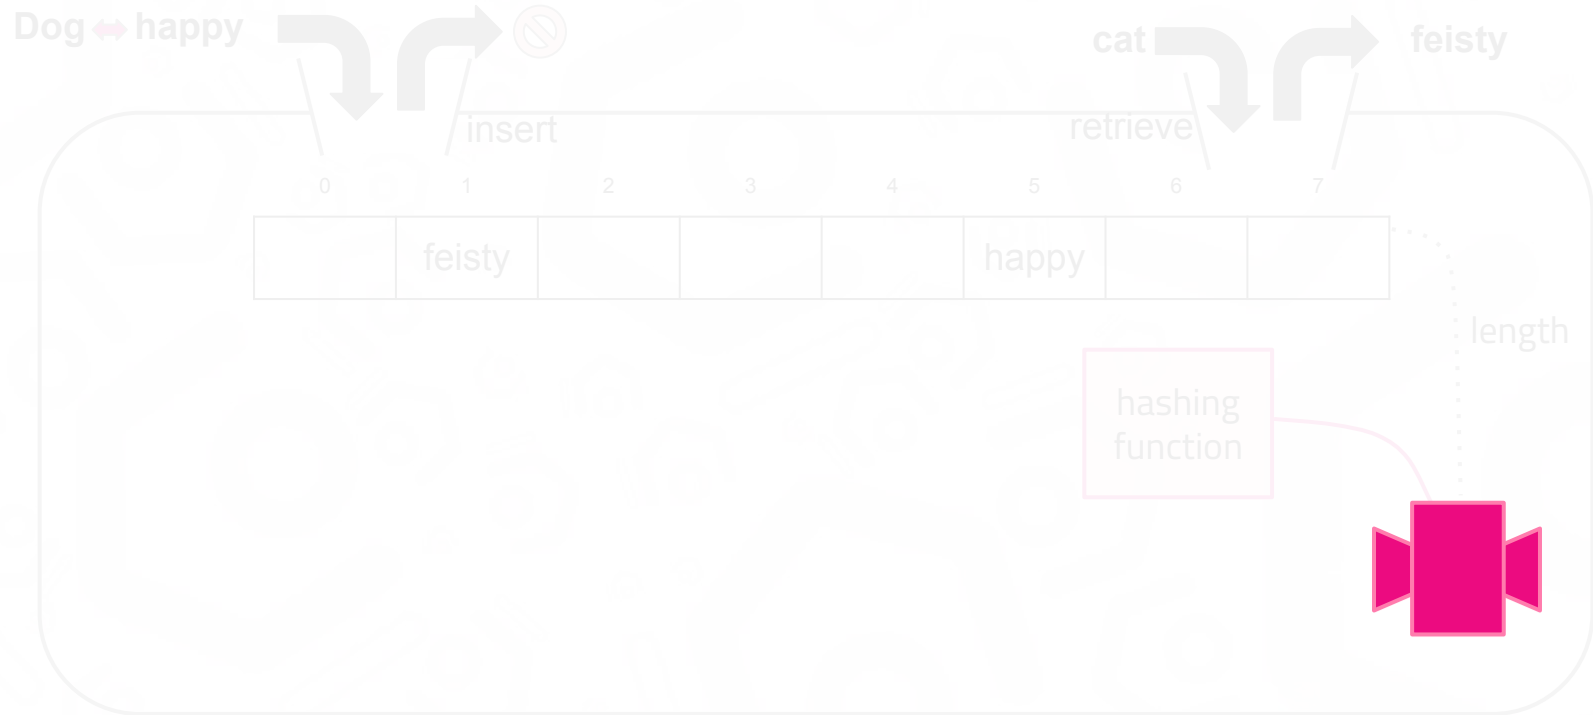 Dog happy
cat feisty
insert
retrieve
0 1 2 3 4 5 6 7
feisty happy
length
hashing
function